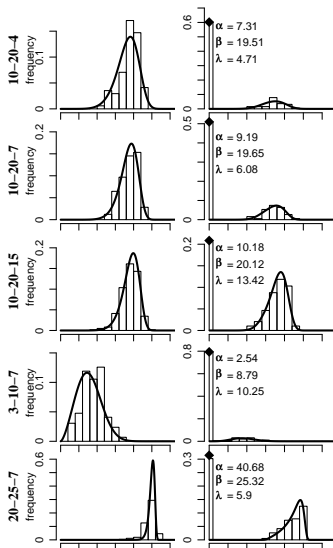 10−20−4
frequency
0.1
0
0.6
0
α = 7.31
β = 19.51
λ = 4.71
10−20−7
frequency
0.2
0
0.5
0
α = 9.19
β = 19.65
λ = 6.08
10−20−15
frequency
0.2
0
0.2
0
α = 10.18
β = 20.12
λ = 13.42
3−10−7
frequency
0.1
0
0.8
0
α = 2.54
β = 8.79
λ = 10.25
20−25−7
frequency
0.6
0
0.3
0
α = 40.68
β = 25.32
λ = 5.9